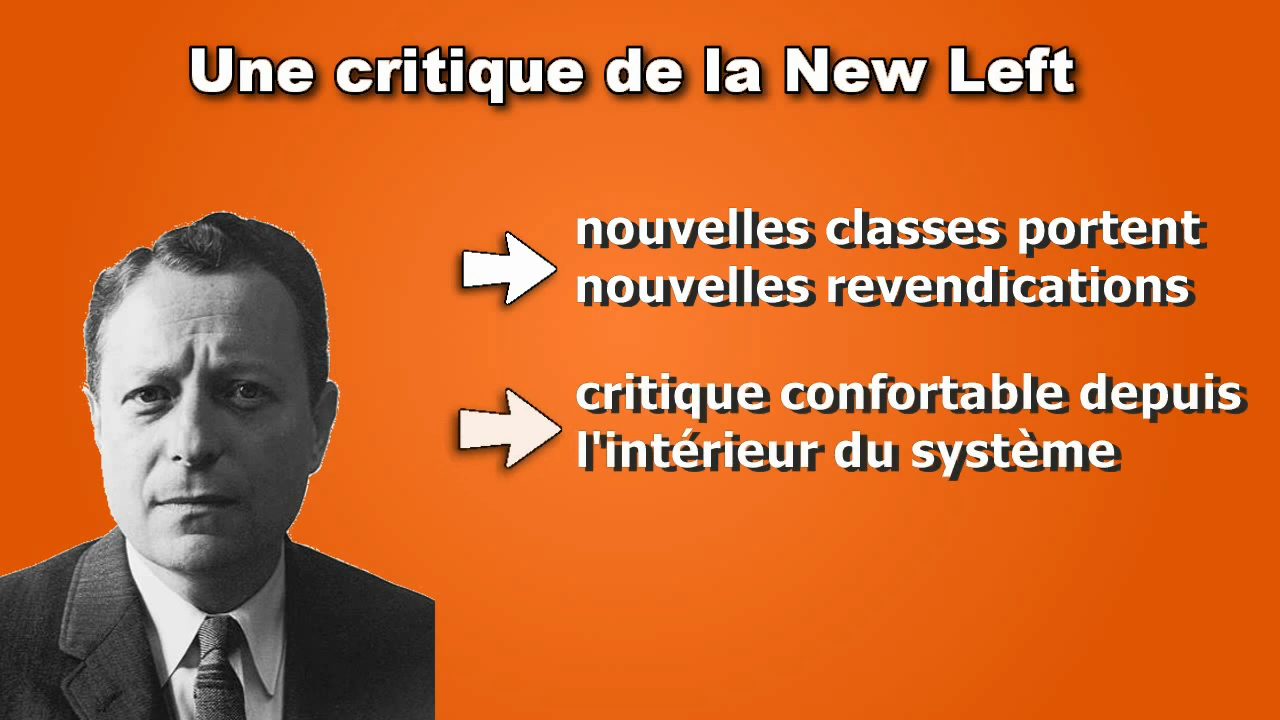 Une critique de la New Left
nouvelles classes portent
nouvelles revendications
critique confortable depuis
l'intérieur du système